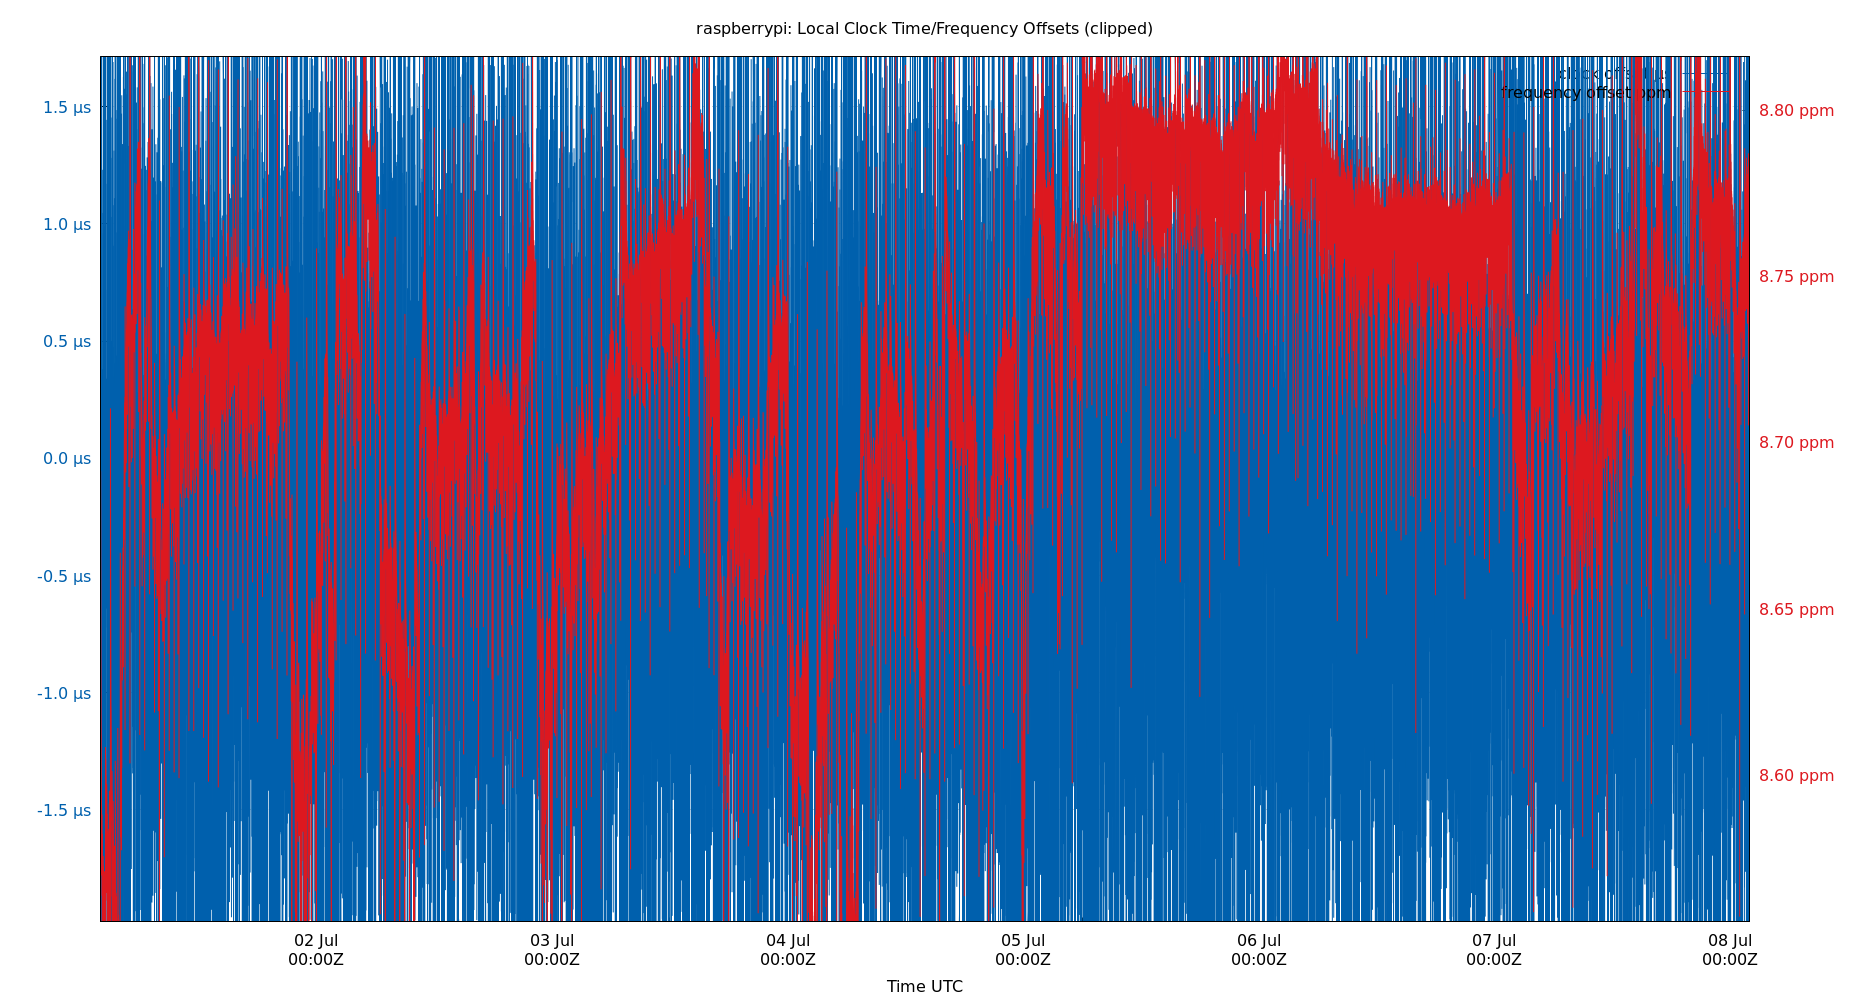 raspberrypi: Local Clock Time/Frequency Offsets (clipped)
clock offset μs
frequency offset ppm
1.5 μs
1.0 μs
0.5 μs
0.0 μs
-0.5 μs
-1.0 μs
-1.5 μs
8.80 ppm
8.75 ppm
8.70 ppm
8.65 ppm
8.60 ppm
02 Jul
00:00Z
03 Jul
00:00Z
04 Jul
00:00Z
05 Jul
00:00Z
06 Jul
00:00Z
07 Jul
00:00Z
08 Jul
00:00Z
Time UTC